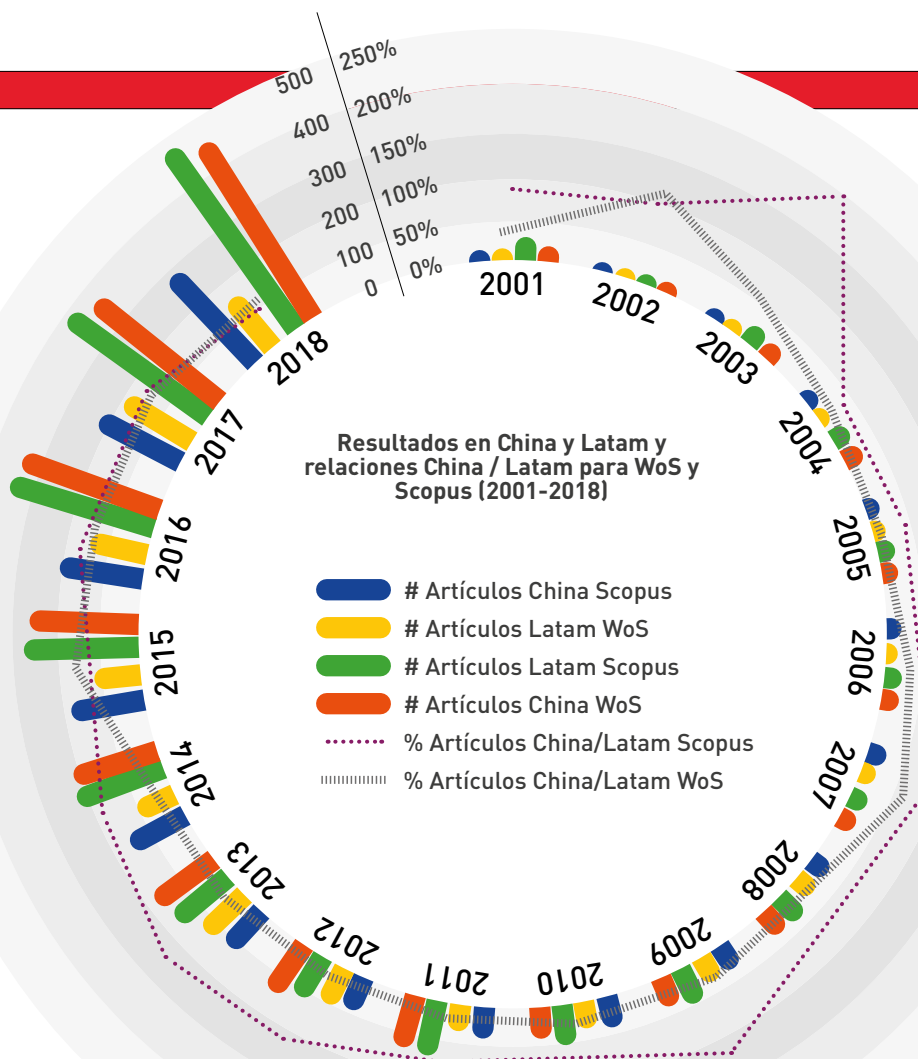 500 250%
400 200%
300 150%
200 100%
100 50%
0 0%
2001
2002
2003
2004
2005
2006
2007
2008
2009
2010
2011
2012
2013
2014
2015
2016
2017
2018
Resultados en China y Latam y
relaciones China / Latam para WoS y
Scopus (2001-2018)
# Artículos China Scopus
# Artículos Latam WoS
# Artículos Latam Scopus
# Artículos China WoS
% Artículos China/Latam Scopus
% Artículos China/Latam WoS